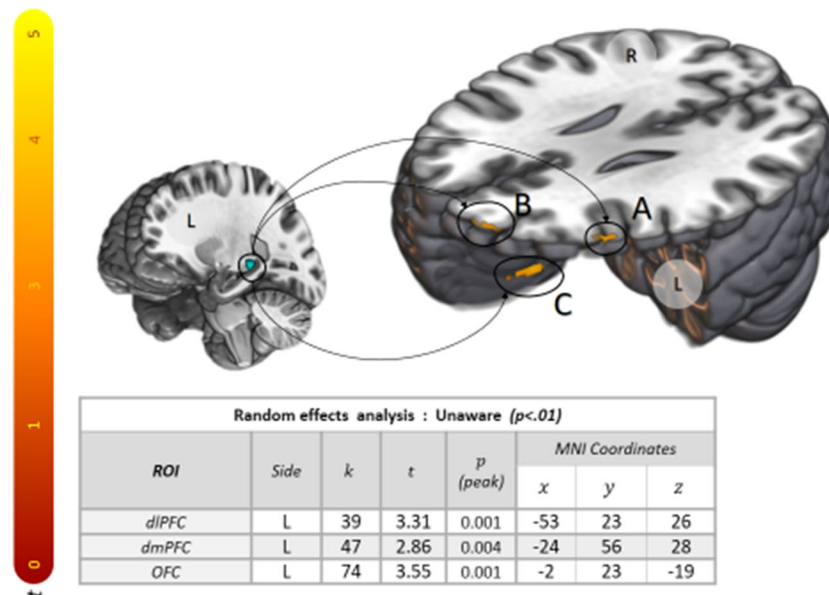 5
4
3
1
0
t
L
R
B
A
L
C
Random effects analysis : Unaware (p<.01)
ROI Side k t p (peak) MNI Coordinates
x y z
dlPFC L 39 3.31 0.001 -53 23 26
dmPFC L 47 2.86 0.004 -24 56 28
OFC L 74 3.55 0.001 -2 23 -19